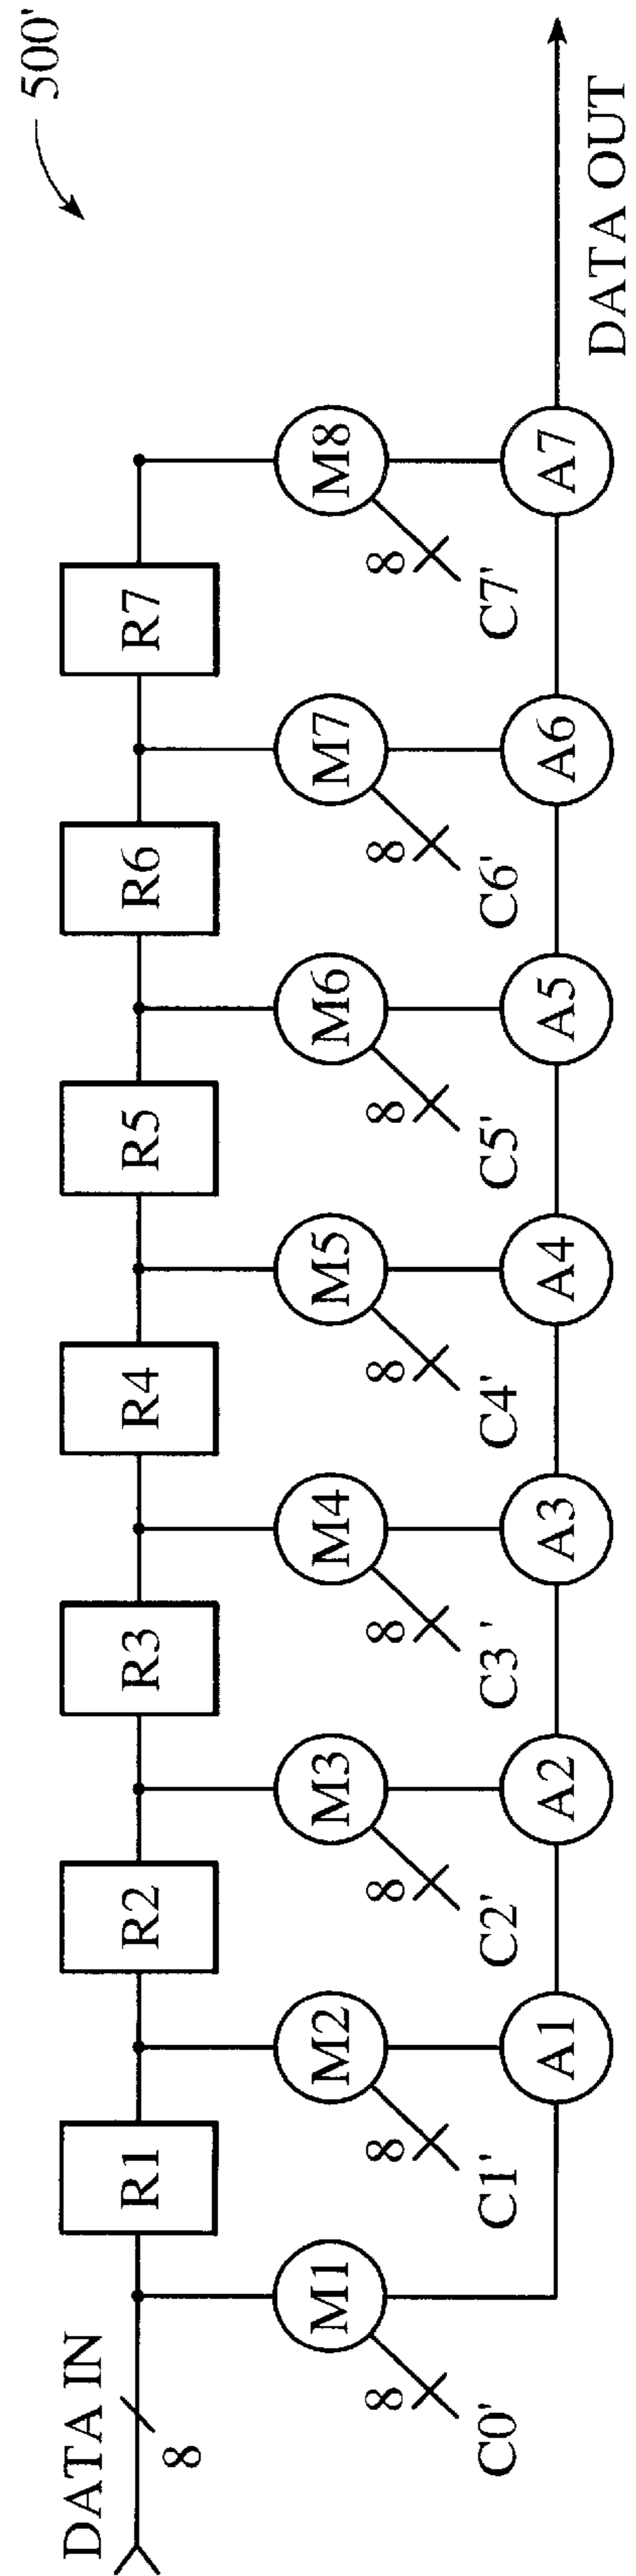 500'
DATA IN
8
R1
R2
R3
R4
R5
R6
R7
M1
M2
M3
M4
M5
M6
M7
M8
8
8
8
8
8
8
8
8
C0'
C1'
C2'
C3 '
C4'
C5'
C6'
C7'
A1
A2
A3
A4
A5
A6
A7
DATA OUT